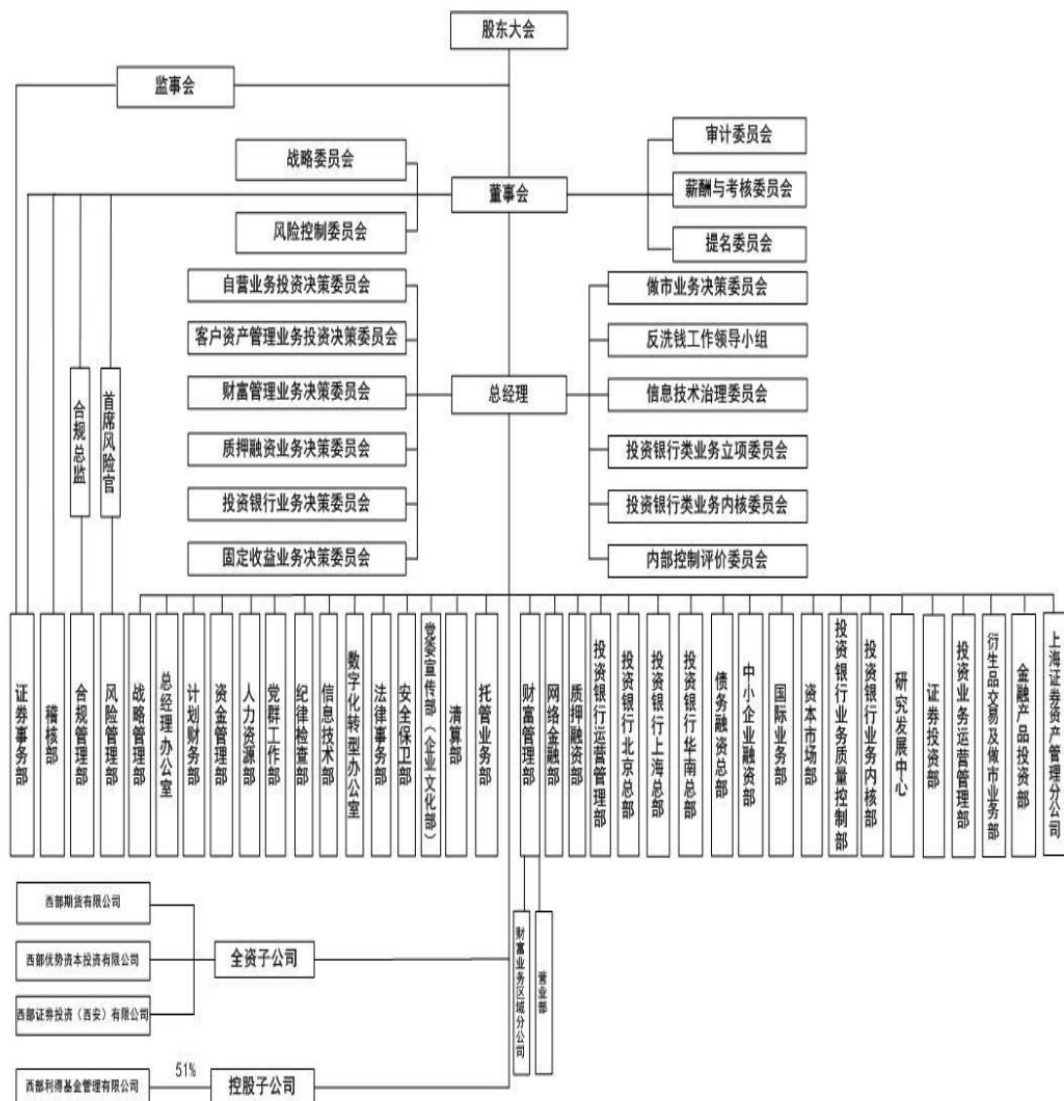 股东大会
监事会
战略委员会
审计委员会
董事会
薪酬与考核委员会
风险控制委员会
提名委员会
自营业务投资决策委员会
做市业务决策委员会
客户资产管理业务投资决策委员会
反洗钱工作领导小组
合规总监
首席风险官
财富管理业务决策委员会
总经理
信息技术治理委员会
质押融资业务决策委员会
投资银行类业务立项委员会
投资银行业务决策委员会
投资银行类业务内核委员会
固定收益业务决策委员会
内部控制评价委员会
证券事务部
稽核部
合规管理部
风险管理部
战略管理部
总经理办公室
计划财务部
资金管理部
人力资源部
党群工作部
纪律检查部
信息技术部
数字化转型办公室
法律事务部
安全保卫部
党委宣传部（企业文化部）
清算部
托管业务部
财富管理部
网络金融部
质押融资部
投资银行运营管理部
投资银行北京总部
投资银行上海总部
投资银行华南总部
债务融资总部
中小企业融资部
国际业务部
资本市场部
投资银行业务质量控制部
投资银行业务内核部
研究发展中心
证券投资部
投资业务运营管理部
衍生品交易及做市业务部
金融产品投资部
上海证券资产管理分公司
西部期货有限公司
西部优势资本投资有限公司
全资子公司
西部证券投资（西安）有限公司
财富业务区域分公司
营业部
西部利得基金管理有限公司
51%
控股子公司